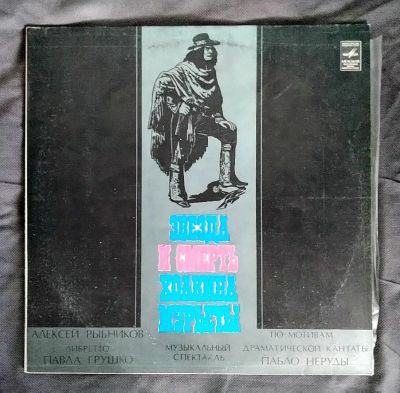 ЗВЕЗДА
И СМЕРТЬ
ХОАКИНА
МУРЬЕТЫ
АЛЕКСЕЙ РЫБНИКОВ
ЛИБРЕТТО
ПАВЛА ГРУШКО
МУЗЫКАЛЬНЫЙ
СПЕКТАКЛЬ
ПО МОТИВАМ
ДРАМАТИЧЕСКОЙ КАНТАТЫ
ПАБЛО НЕРУДЫ